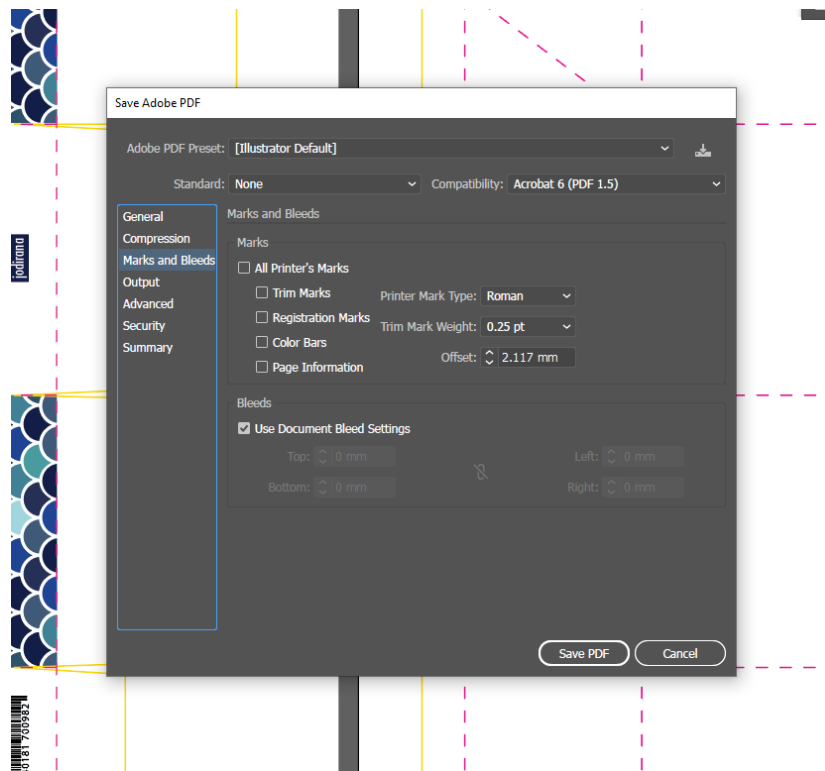 Save Adobe PDF
Adobe PDF Preset: [Illustrator Default]
Standard: None Compatibility: Acrobat 6 (PDF 1.5)
General
Compression
Marks and Bleeds
Output
Advanced
Security
Summary
Marks and Bleeds
Marks
All Printer's Marks
Trim Marks
Registration Marks
Color Bars
Page Information
Printer Mark Type: Roman
Trim Mark Weight: 0.25 pt
Offset: 2.117 mm
Bleeds
Use Document Bleed Settings
Top: 0 mm Left: 0 mm
Bottom: 0 mm Right: 0 mm
Save PDF Cancel
jodirana
40181 700982